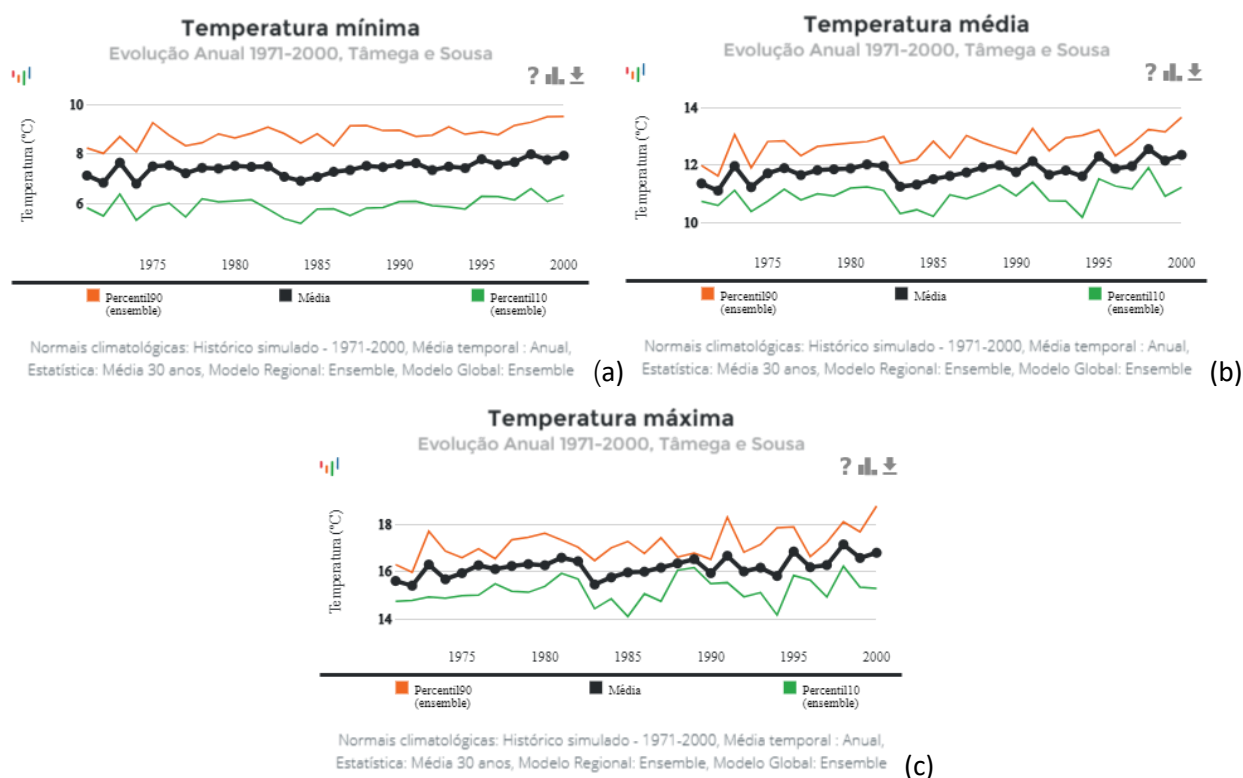 Temperatura mínima
Evolução Anual 1971-2000, Tâmega e Sousa
?
Temperatura (°C)
10
8
6
1975 1980 1985 1990 1995 2000
Percentil90 (ensemble) Média Percentil10 (ensemble)
Normais climatológicas: Histórico simulado - 1971-2000, Média temporal : Anual,
Estatística: Média 30 anos, Modelo Regional: Ensemble, Modelo Global: Ensemble
(a)
Temperatura média
Evolução Anual 1971-2000, Tâmega e Sousa
?
Temperatura (°C)
14
12
10
1975 1980 1985 1990 1995 2000
Percentil90 (ensemble) Média Percentil10 (ensemble)
Normais climatológicas: Histórico simulado - 1971-2000, Média temporal : Anual,
Estatística: Média 30 anos, Modelo Regional: Ensemble, Modelo Global: Ensemble
(b)
Temperatura máxima
Evolução Anual 1971-2000, Tâmega e Sousa
?
Temperatura (°C)
18
16
14
1975 1980 1985 1990 1995 2000
Percentil90 (ensemble) Média Percentil10 (ensemble)
Normais climatológicas: Histórico simulado - 1971-2000, Média temporal : Anual,
Estatística: Média 30 anos, Modelo Regional: Ensemble, Modelo Global: Ensemble
(c)